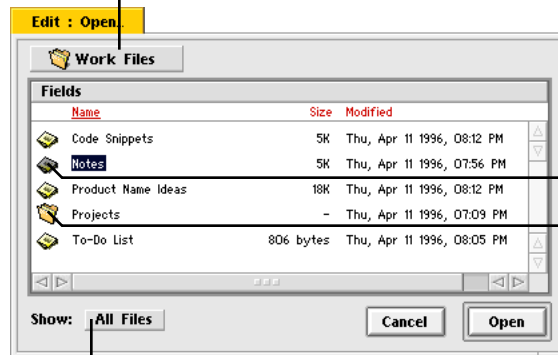 Edit : Open..
Work Files
Fields
Name Size Modified
Code Snippets 5K Thu, Apr 11 1996, 08:12 PM
Notes 5K Thu, Apr 11 1996, 07:56 PM
Product Name Ideas 18K Thu, Apr 11 1996, 08:12 PM
Projects - Thu, Apr 11 1996, 07:09 PM
To-Do List 806 bytes Thu, Apr 11 1996, 08:05 PM
Show: All Files Cancel Open